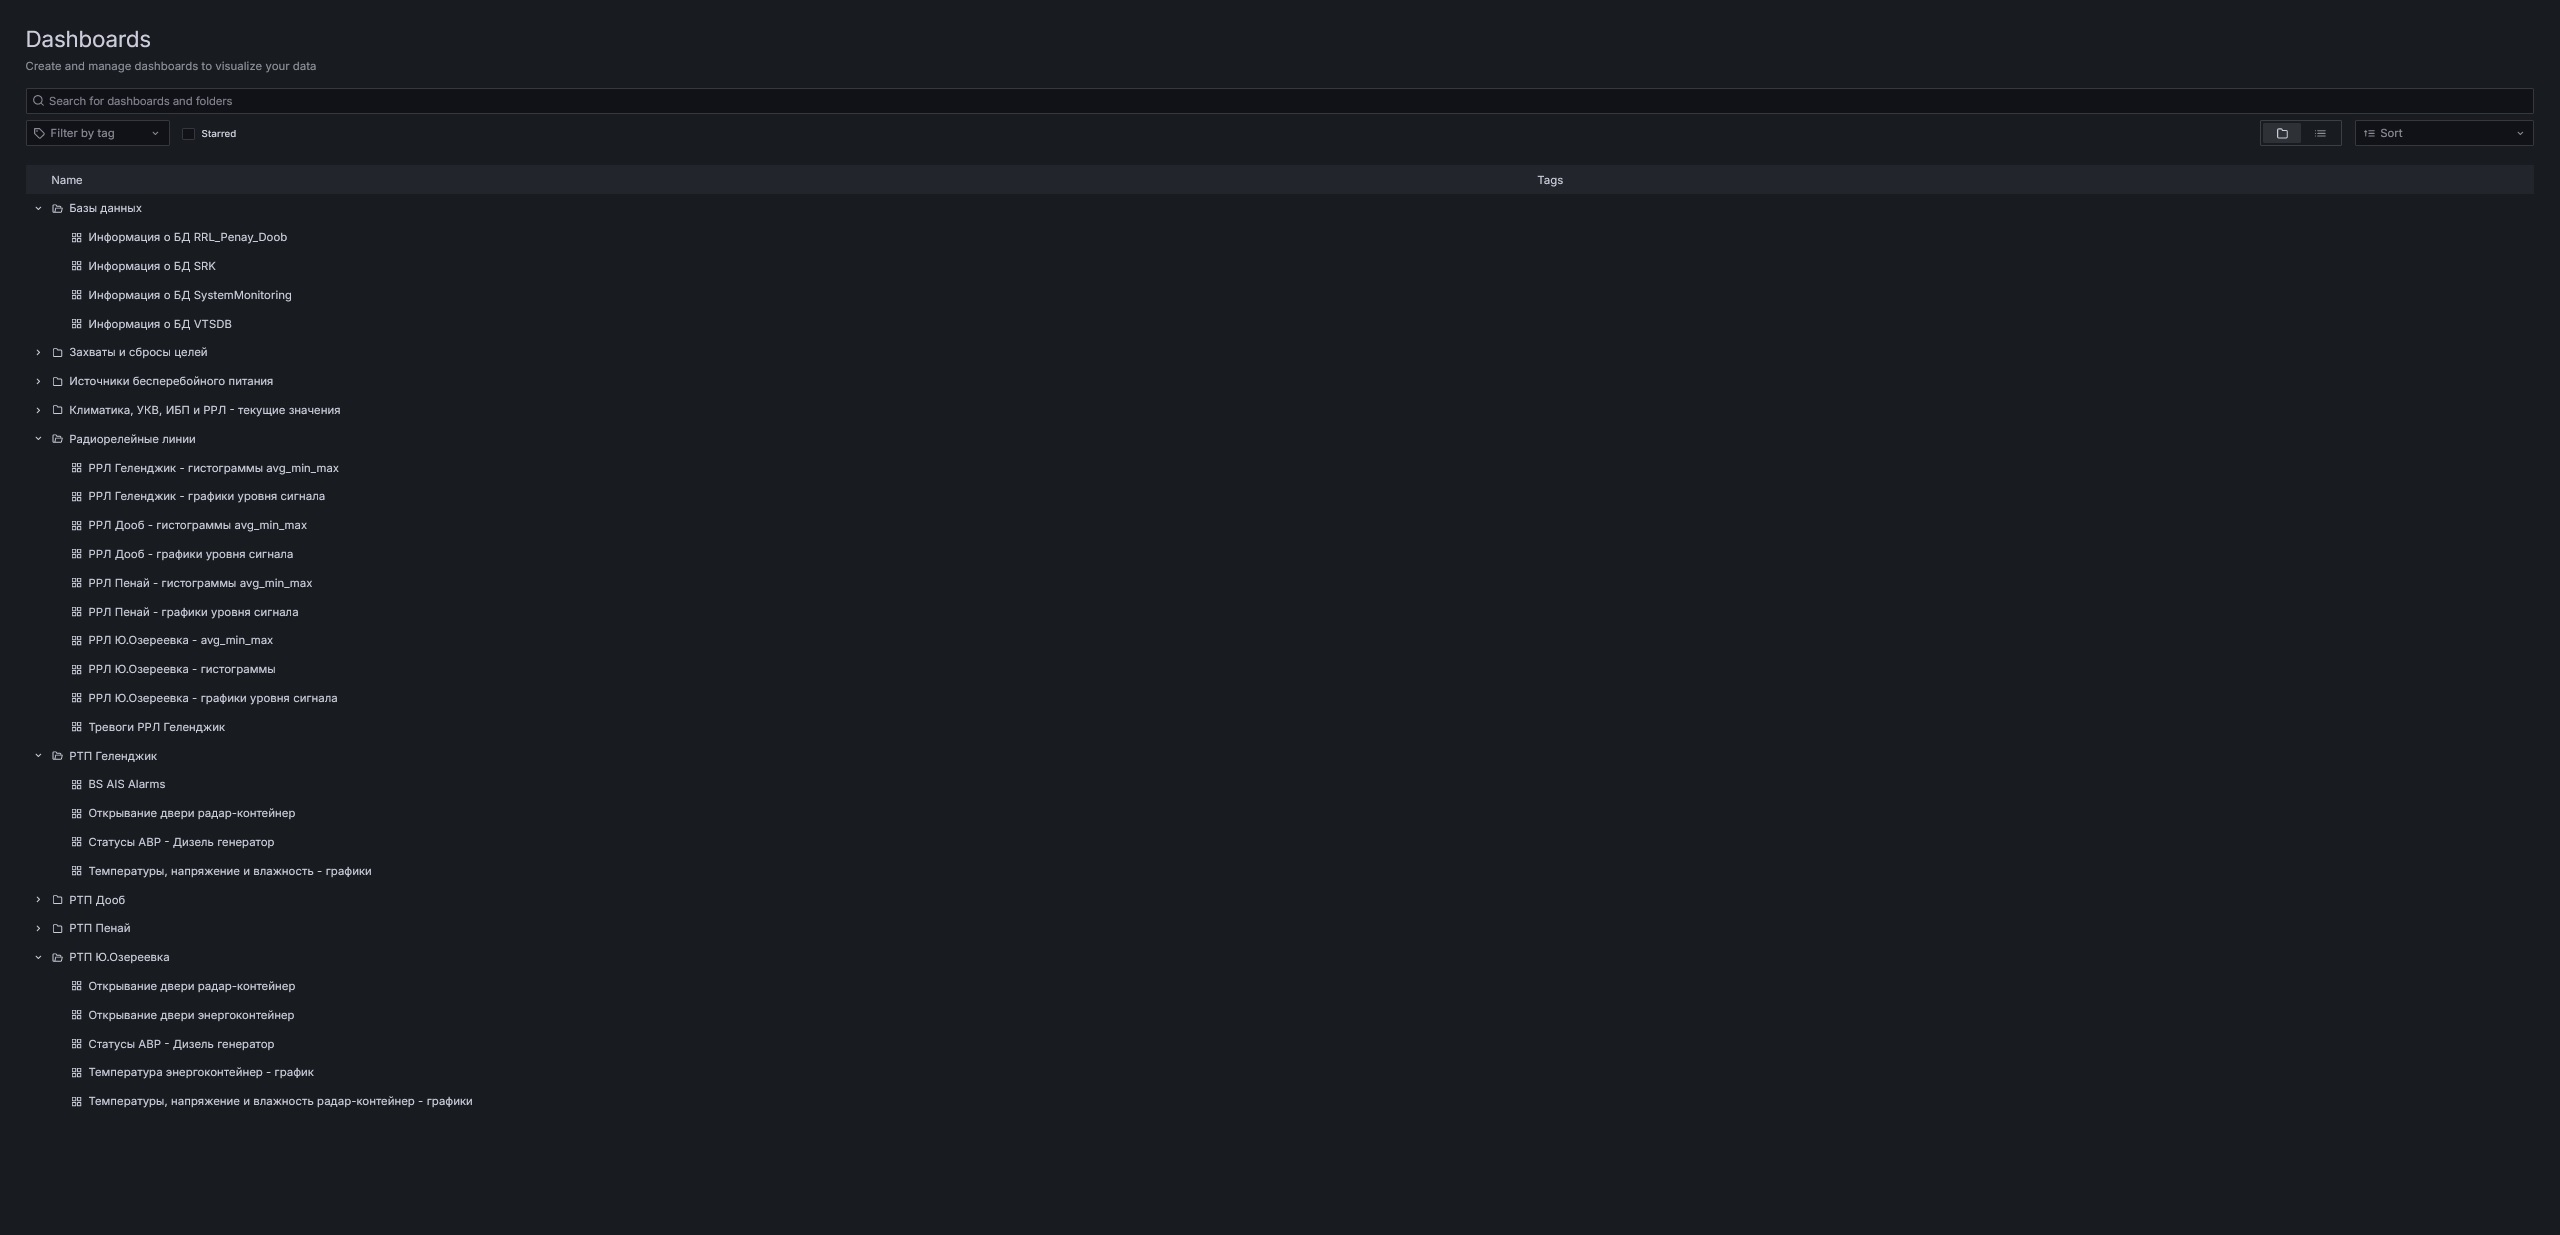 Dashboards
Create and manage dashboards to visualize your data
Search for dashboards and folders
Filter by tag Starred Sort
Name Tags
Базы данных
Информация о БД RRL_Penay_Doob
Информация о БД SRK
Информация о БД SystemMonitoring
Информация о БД VTSDB
Захваты и сбросы целей
Источники бесперебойного питания
Климатика, УКВ, ИБП и РРЛ - текущие значения
Радиорелейные линии
РРЛ Геленджик - гистограммы avg_min_max
РРЛ Геленджик - графики уровня сигнала
РРЛ Дооб - гистограммы avg_min_max
РРЛ Дооб - графики уровня сигнала
РРЛ Пенай - гистограммы avg_min_max
РРЛ Пенай - графики уровня сигнала
РРЛ Ю.Озереевка - avg_min_max
РРЛ Ю.Озереевка - гистограммы
РРЛ Ю.Озереевка - графики уровня сигнала
Тревоги РРЛ Геленджик
РТП Геленджик
BS AIS Alarms
Открывание двери радар-контейнер
Статусы АВР - Дизель генератор
Температуры, напряжение и влажность - графики
РТП Дооб
РТП Пенай
РТП Ю.Озереевка
Открывание двери радар-контейнер
Открывание двери энергоконтейнер
Статусы АВР - Дизель генератор
Температура энергоконтейнер - график
Температуры, напряжение и влажность радар-контейнер - графики